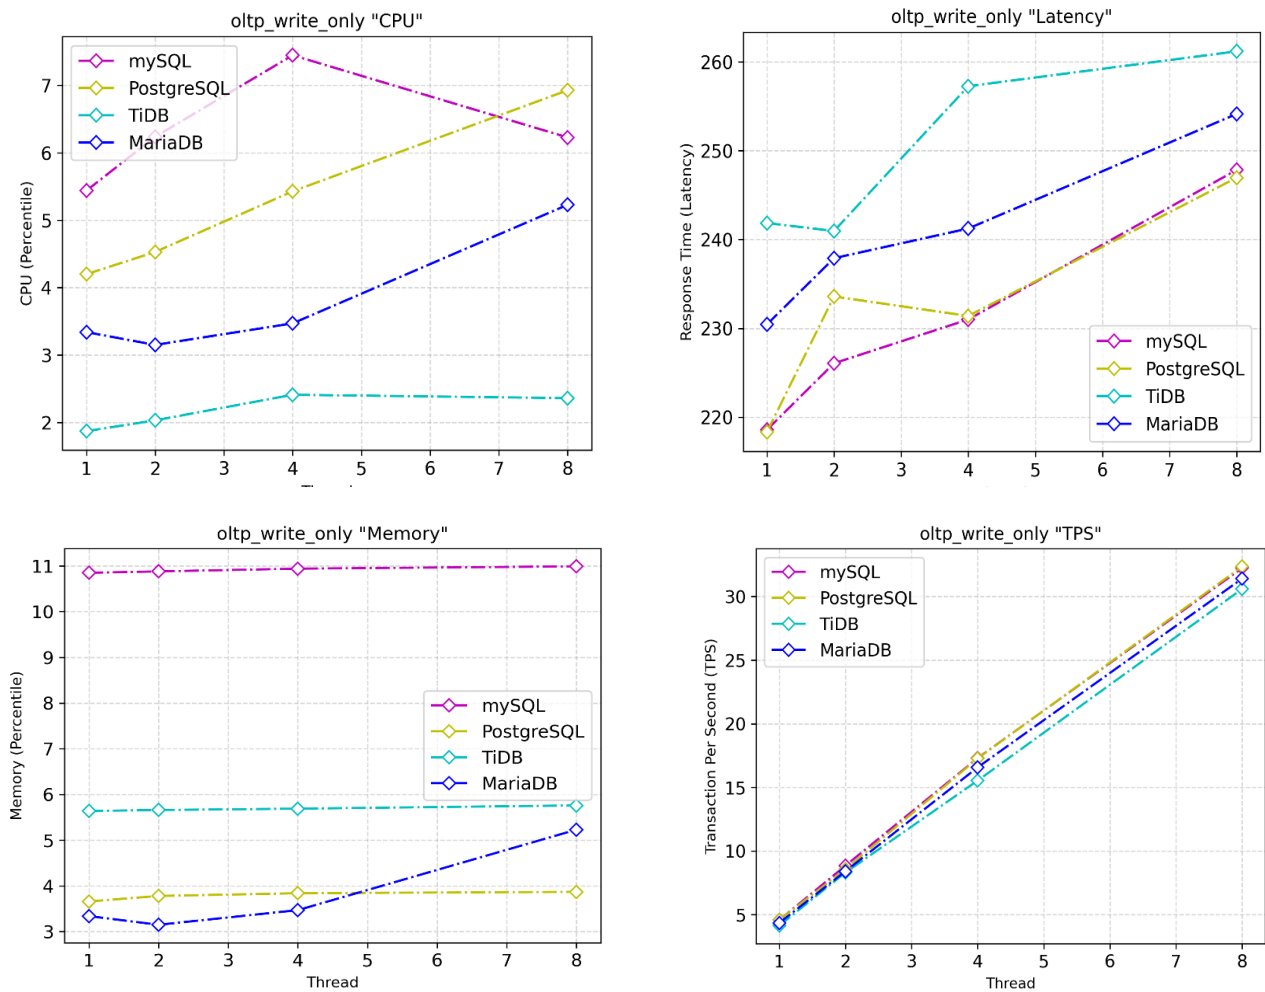 oltp_write_only "CPU"
CPU (Percentile)
7
6
5
4
3
2
mySQL
PostgreSQL
TiDB
MariaDB
1 2 3 4 5 6 7 8
oltp_write_only "Latency"
Response Time (Latency)
260
250
240
230
220
mySQL
PostgreSQL
TiDB
MariaDB
1 2 3 4 5 6 7 8
oltp_write_only "Memory"
Memory (Percentile)
11
10
9
8
7
6
5
4
3
mySQL
PostgreSQL
TiDB
MariaDB
1 2 3 4 5 6 7 8
Thread
oltp_write_only "TPS"
Transaction Per Second (TPS)
30
25
20
15
10
5
mySQL
PostgreSQL
TiDB
MariaDB
1 2 3 4 5 6 7 8
Thread